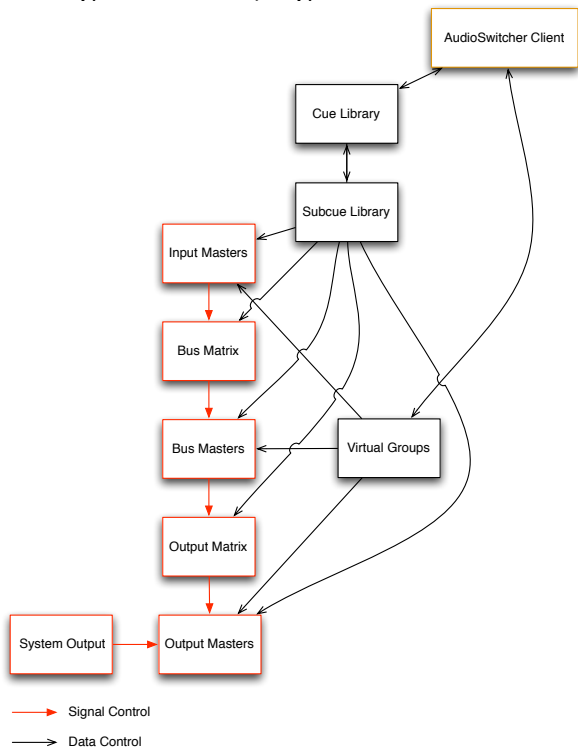 AudioSwitcher Client
Cue Library
Subcue Library
Input Masters
Bus Matrix
Bus Masters
Virtual Groups
Output Matrix
System Output
Output Masters
Signal Control
Data Control